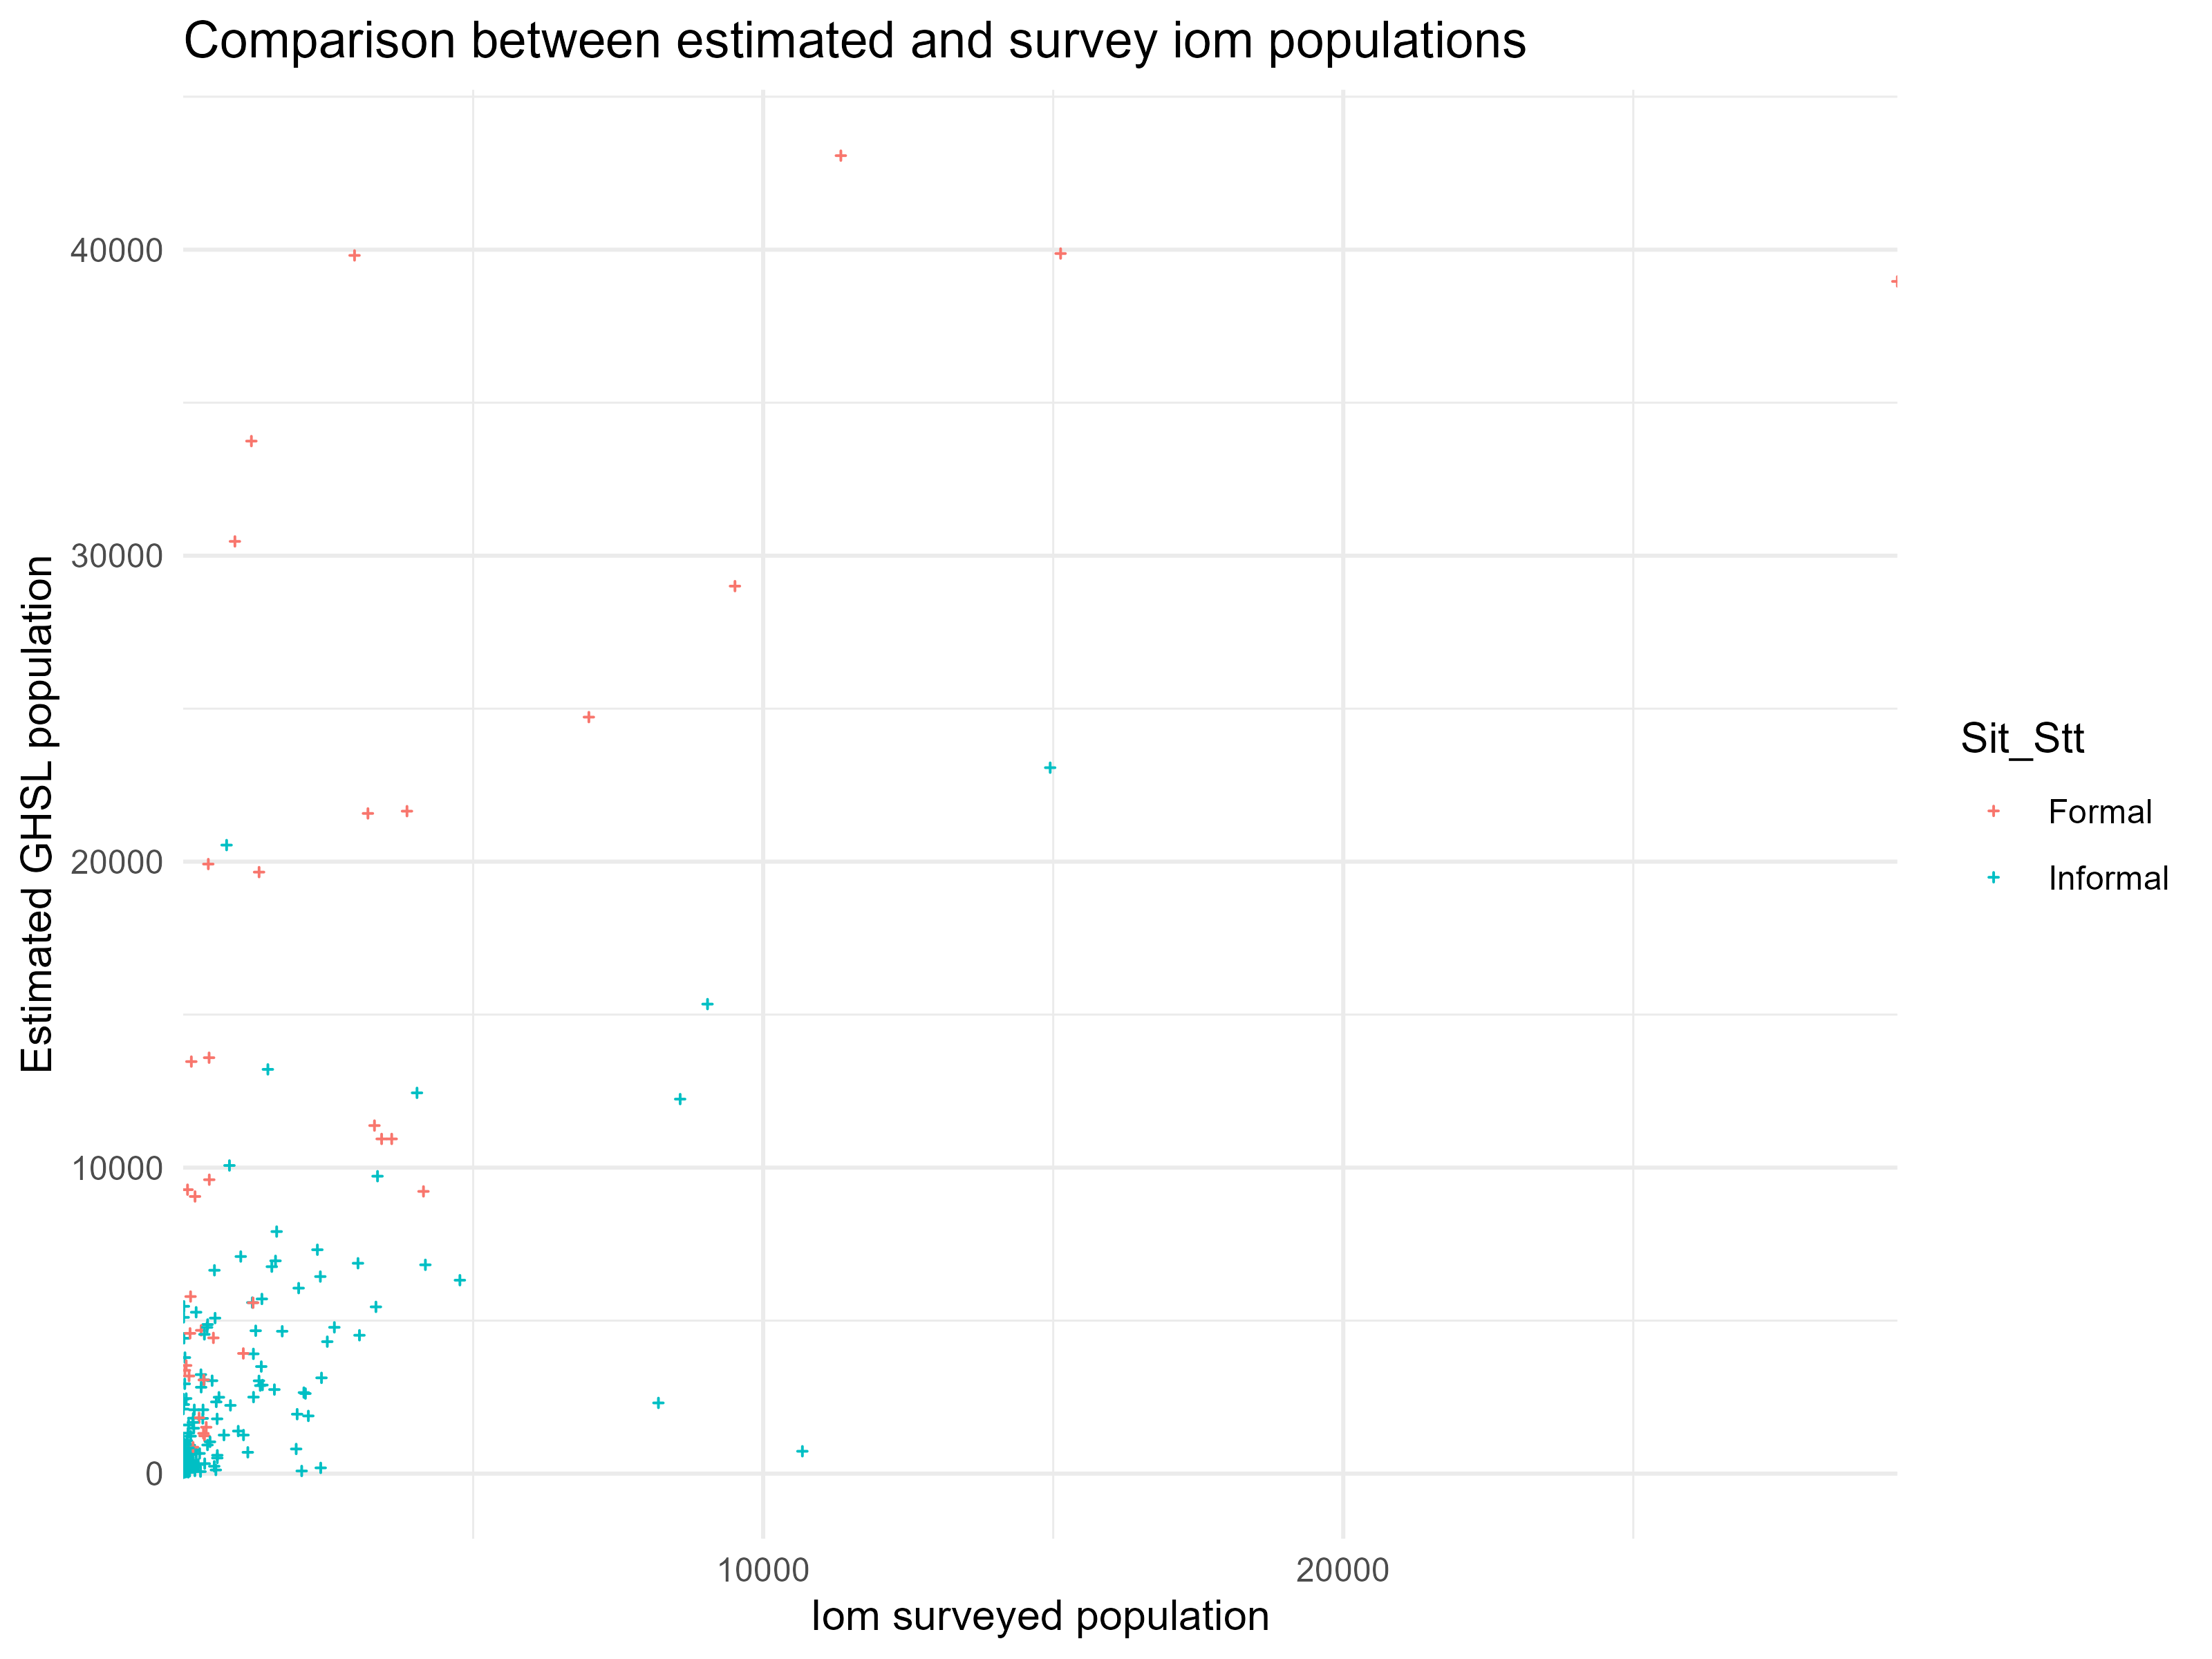 Comparison between estimated and survey iom populations
Estimated GHSL population
40000
30000
20000
10000
0
10000
20000
Iom surveyed population
Sit_Stt
Formal
Informal